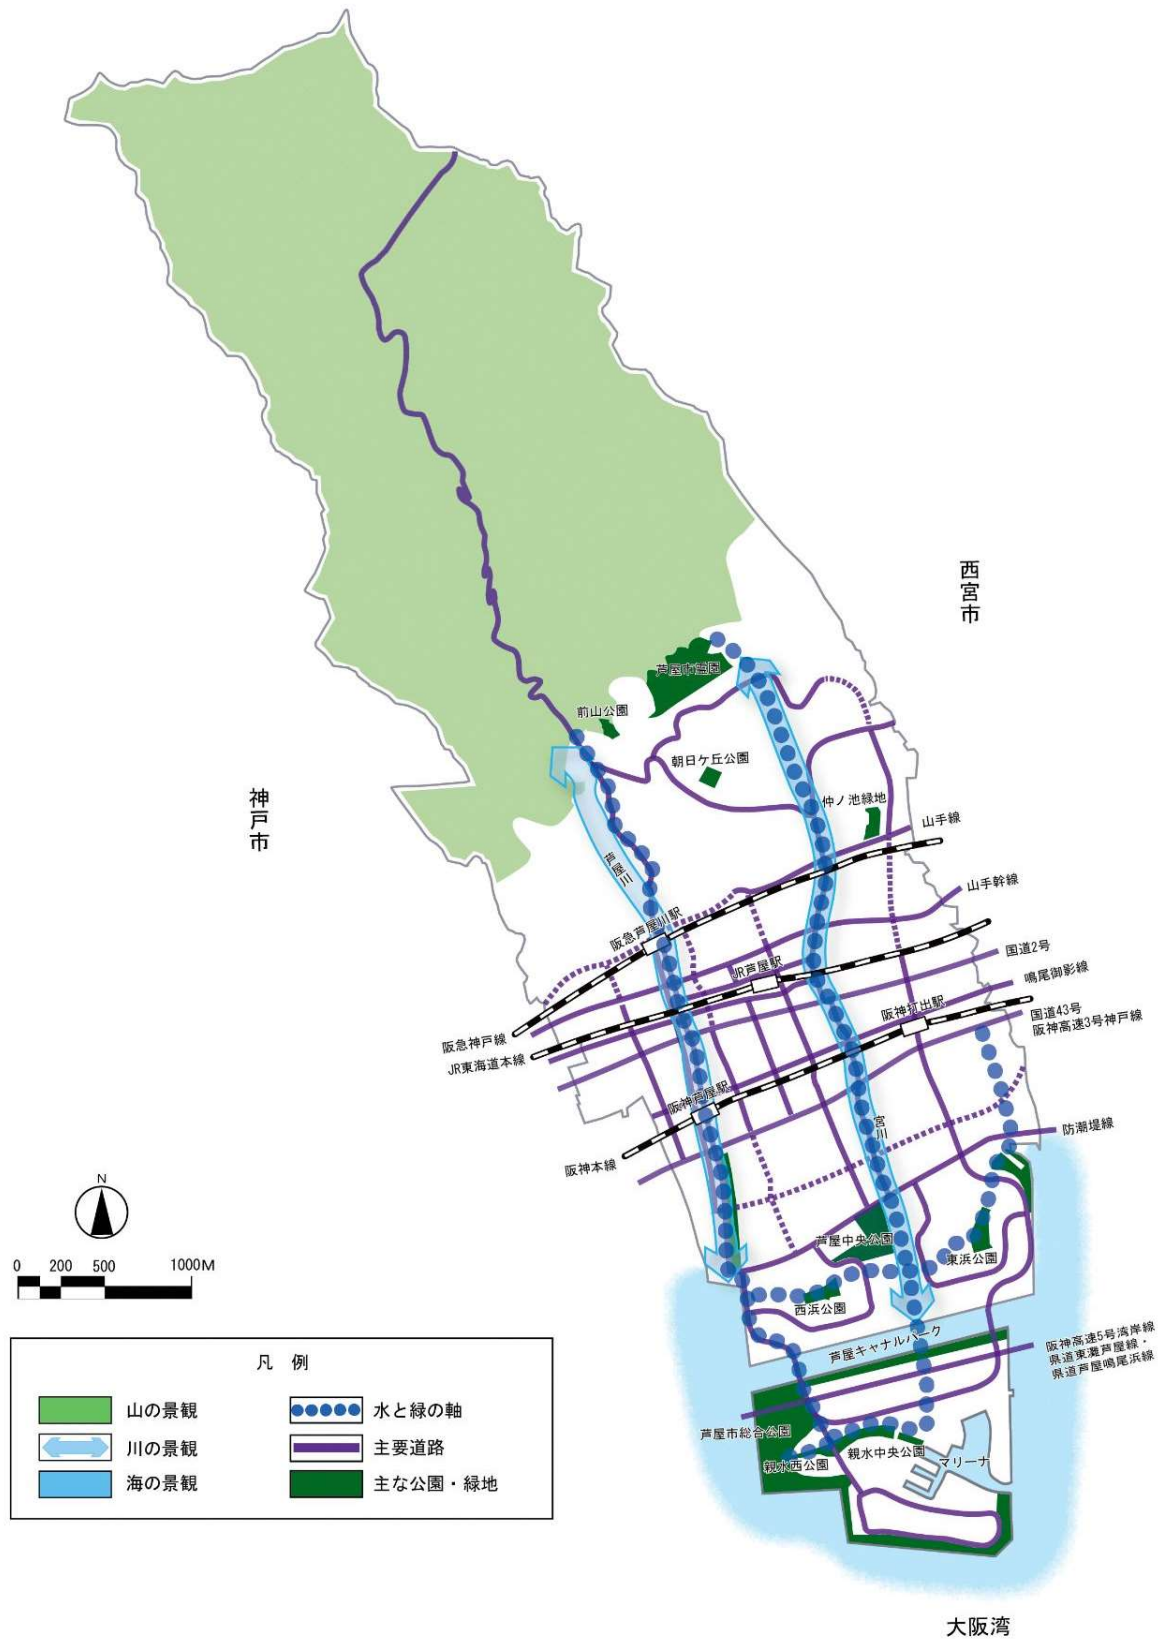 西宮市
芦屋市霊園
前山公園
朝日ケ丘公園
神戸市
仲ノ池緑地
山手線
芦屋川
山手幹線
阪急芦屋川駅
国道2号
JR芦屋駅
鳴尾御影線
阪神打出駅
国道43号
阪神高速3号神戸線
阪急神戸線
JR東海道本線
阪神芦屋駅
宮川
防潮堤線
阪神本線
N
芦屋中央公園
東浜公園
0 200 500 1000M
西浜公園
芦屋キャナルパーク
阪神高速5号湾岸線・
県道東灘芦屋線・
県道芦屋鳴尾浜線
凡 例
山の景観
水と緑の軸
川の景観
主要道路
海の景観
主な公園・緑地
芦屋市総合公園
親水中央公園
親水西公園
マリーナ
大阪湾